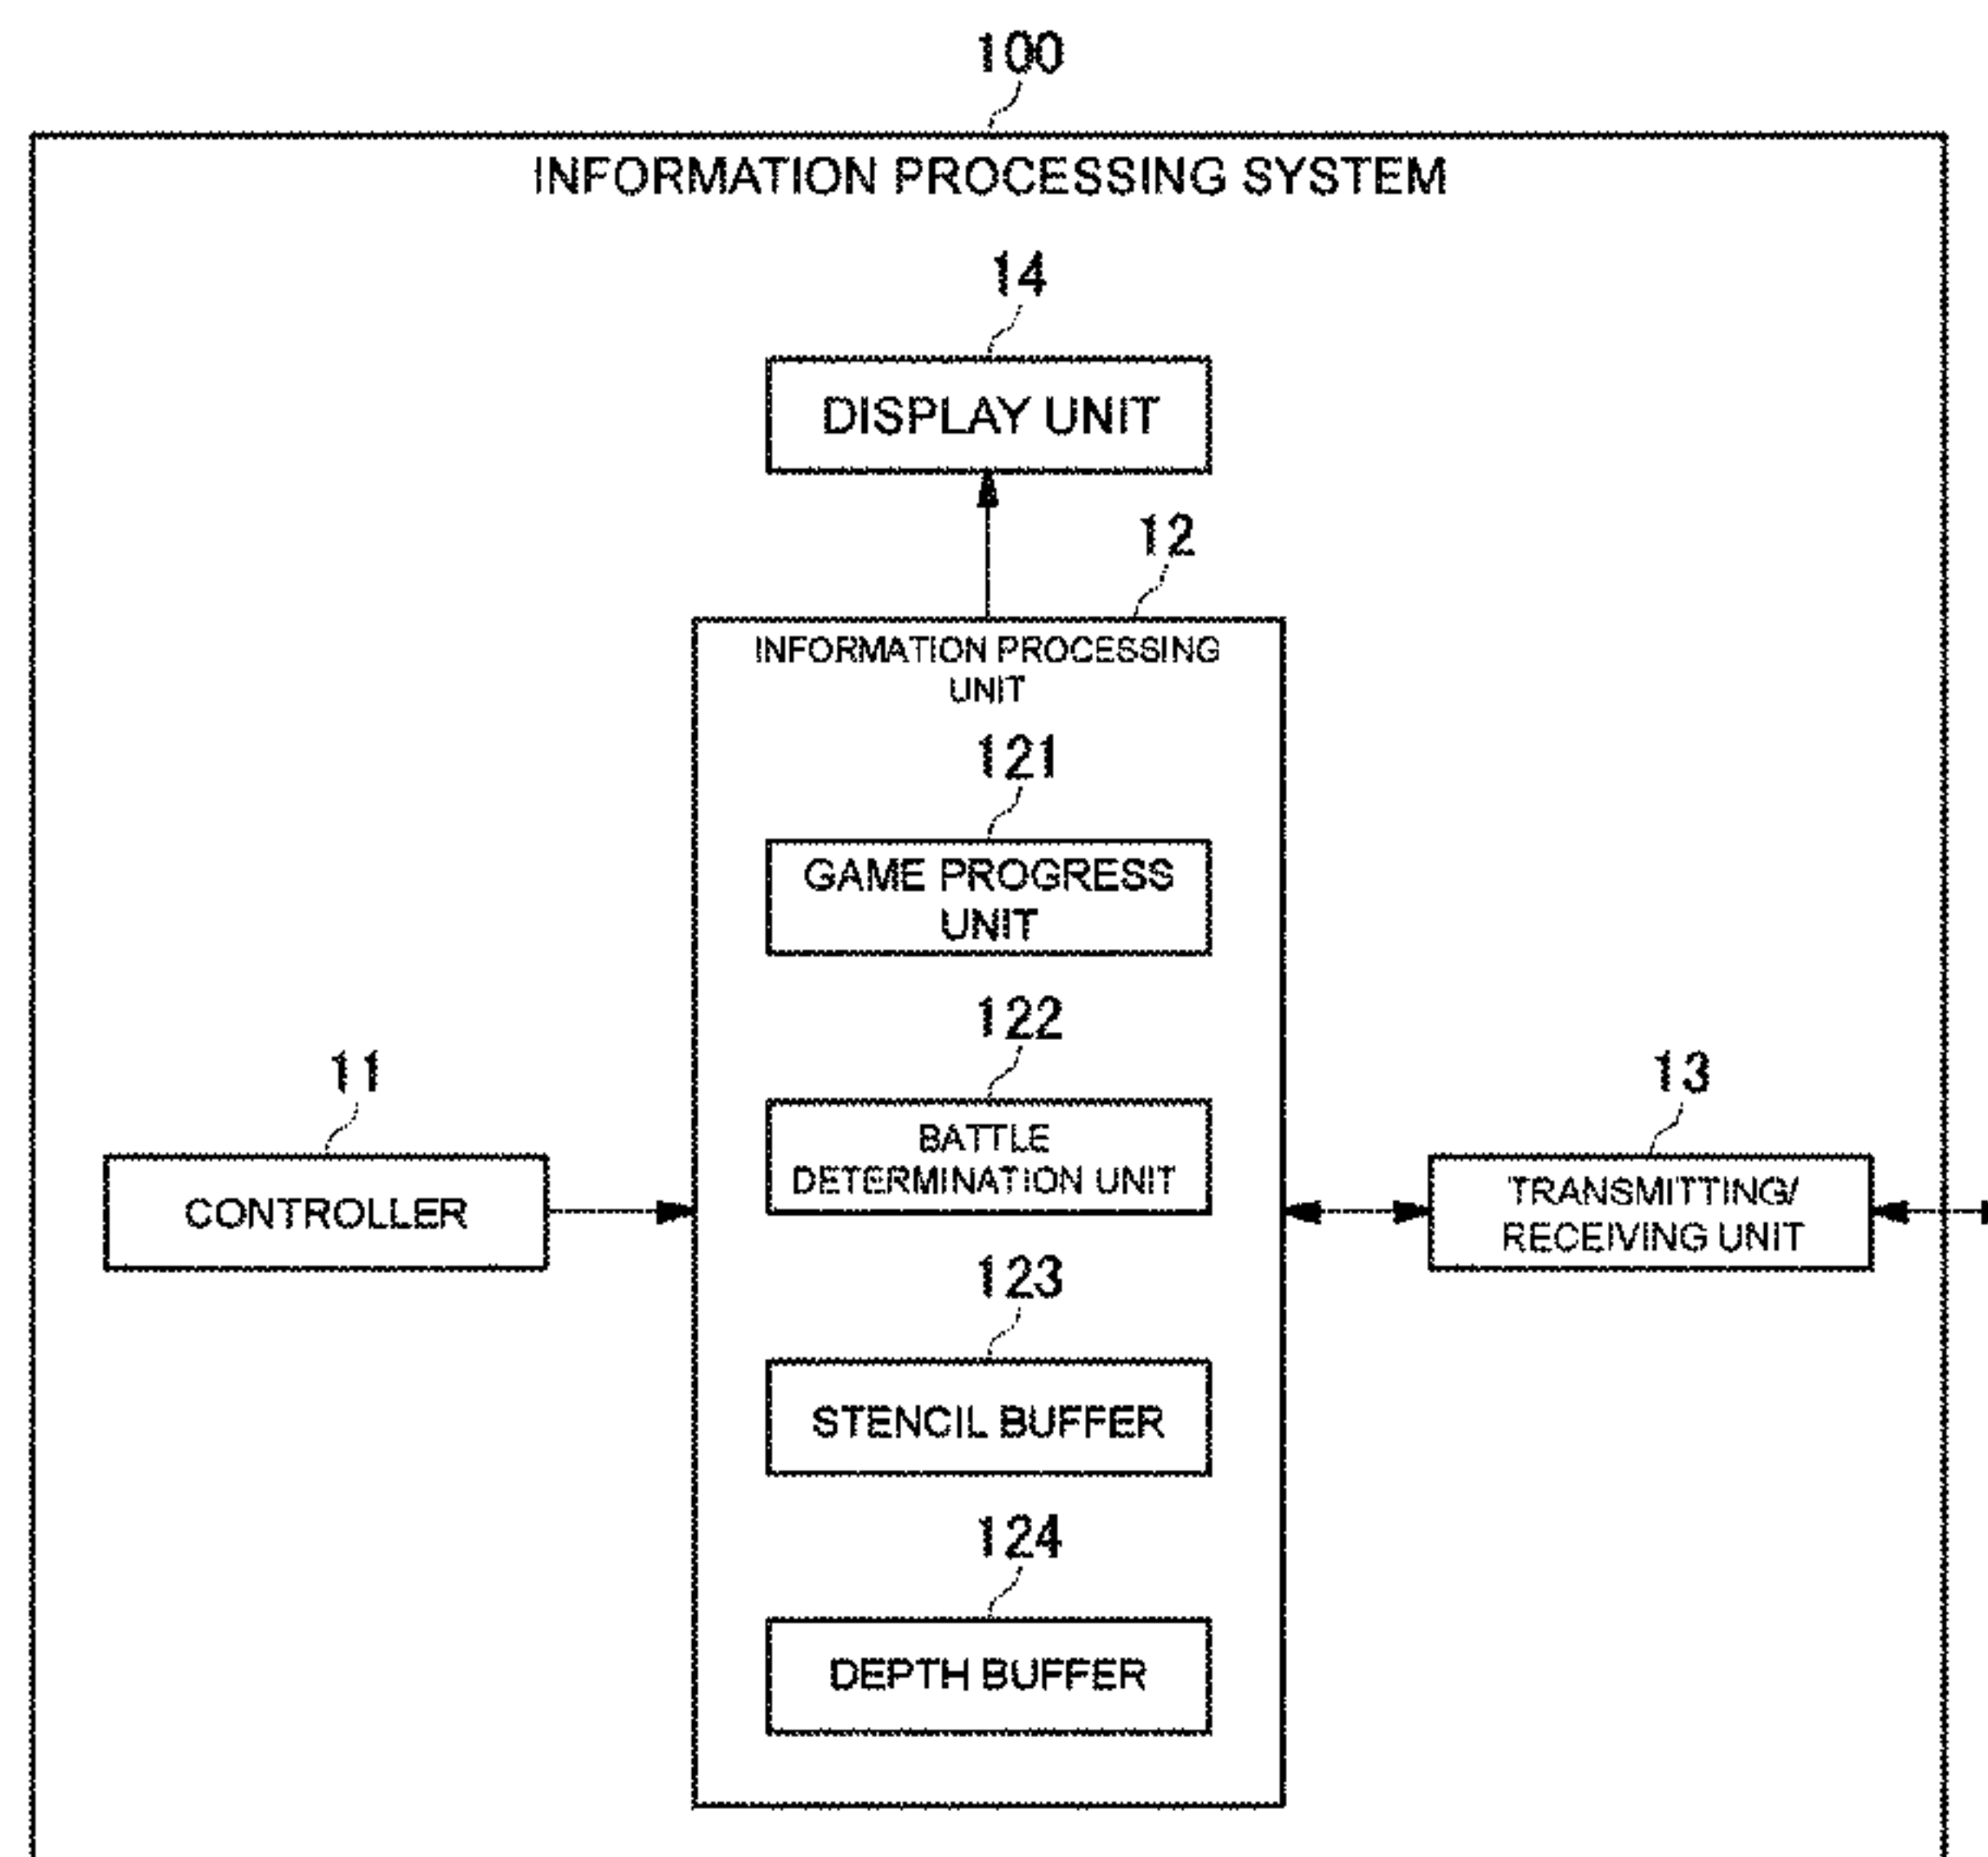 100
INFORMATION PROCESSING SYSTEM
14
DISPLAY UNIT
12
INFORMATION PROCESSING
UNIT
121
GAME PROGRESS
UNIT
122
BATTLE
DETERMINATION UNIT
11
CONTROLLER
13
TRANSMITTING/
RECEIVING UNIT
123
STENCIL BUFFER
124
DEPTH BUFFER